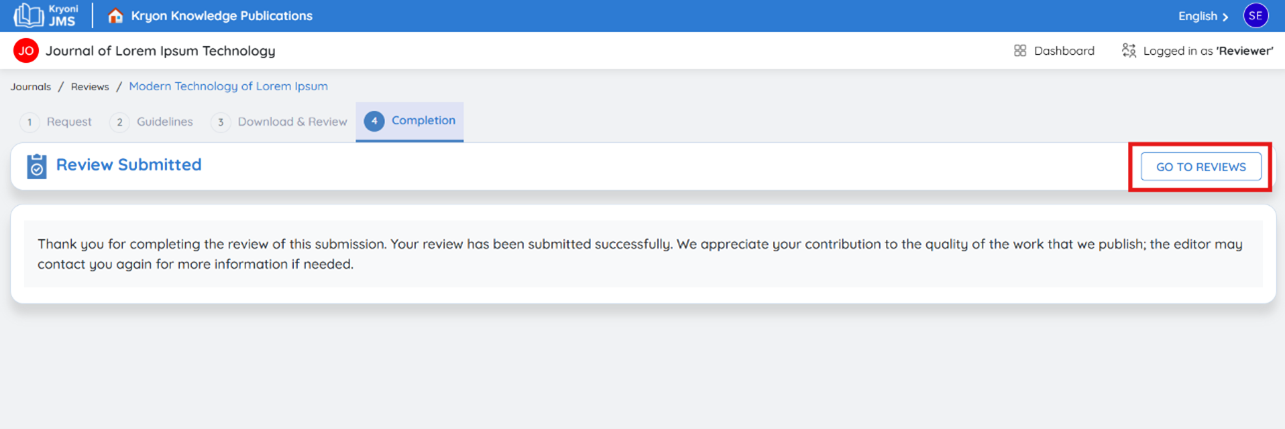 Kryoni JMS
Kryon Knowledge Publications
English >
SE
JO
Journal of Lorem Ipsum Technology
Dashboard
Logged in as 'Reviewer'
Journals / Reviews / Modern Technology of Lorem Ipsum
1 Request
2 Guidelines
3 Download & Review
4 Completion
Review Submitted
GO TO REVIEWS
Thank you for completing the review of this submission. Your review has been submitted successfully. We appreciate your contribution to the quality of the work that we publish; the editor may
contact you again for more information if needed.